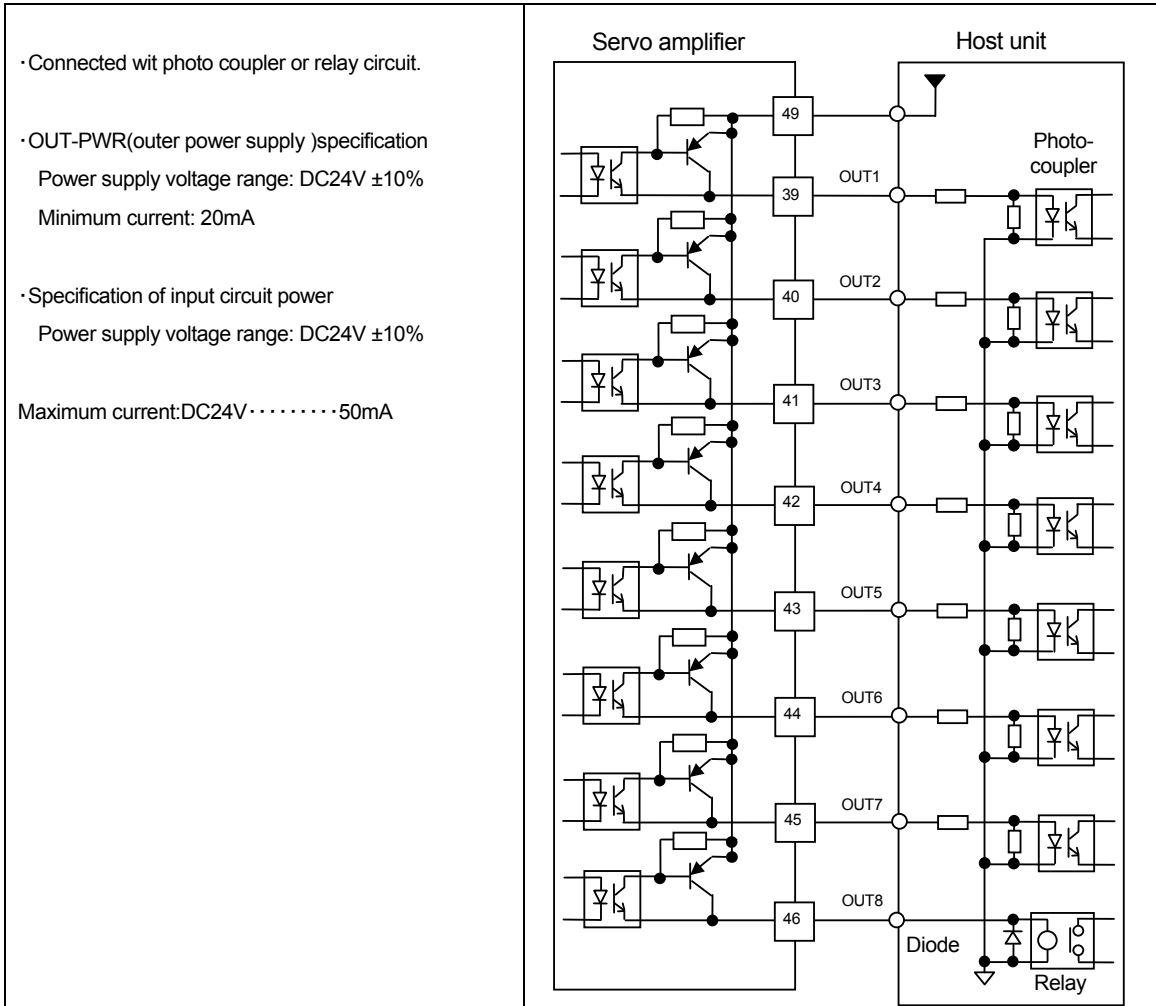 ·Connected wit photo coupler or relay circuit.
·OUT-PWR(outer power supply )specification
Power supply voltage range: DC24V ±10%
Minimum current: 20mA
·Specification of input circuit power
Power supply voltage range: DC24V ±10%
Maximum current:DC24V·········50mA
Servo amplifier
Host unit
49
Photo-
coupler
39
OUT1
40
OUT2
41
OUT3
42
OUT4
43
OUT5
44
OUT6
45
OUT7
46
OUT8
Diode
Relay